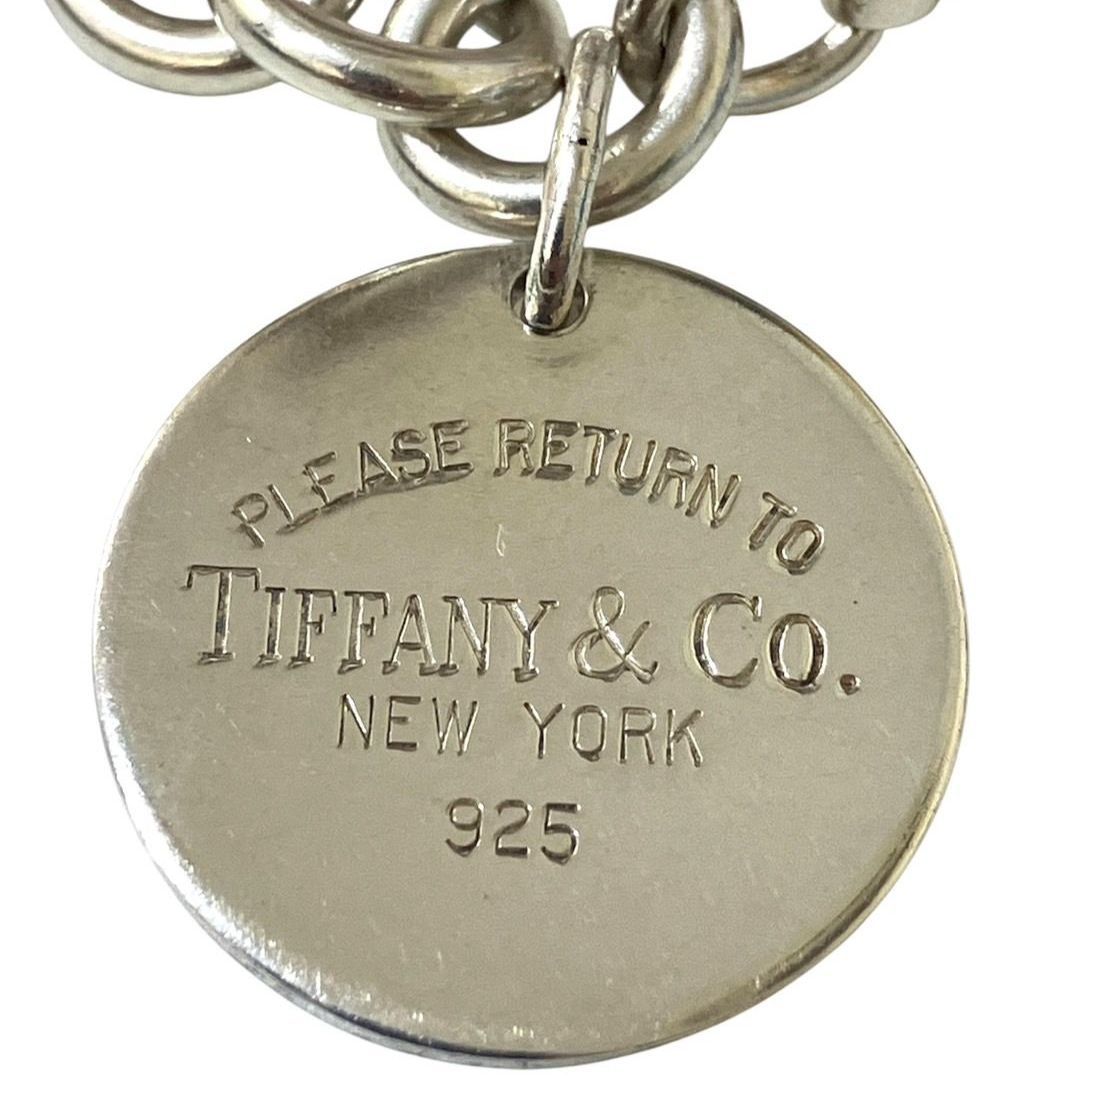 PLEASE RETURN TO
TIFFANY & CO.
NEW YORK
925